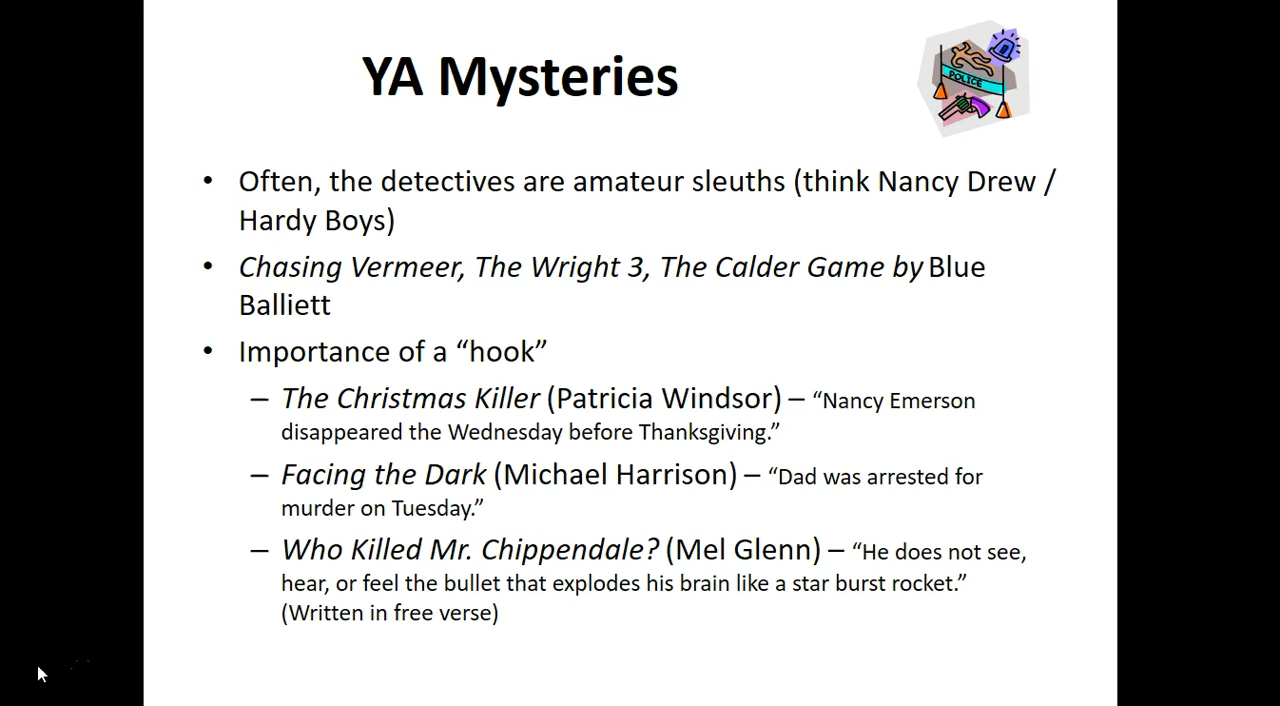 YA Mysteries
POLICE
• Often, the detectives are amateur sleuths (think Nancy Drew /
Hardy Boys)
• Chasing Vermeer, The Wright 3, The Calder Game by Blue
Balliett
• Importance of a “hook”
– The Christmas Killer (Patricia Windsor) – “Nancy Emerson
disappeared the Wednesday before Thanksgiving.”
– Facing the Dark (Michael Harrison) – “Dad was arrested for
murder on Tuesday.”
– Who Killed Mr. Chippendale? (Mel Glenn) – “He does not see,
hear, or feel the bullet that explodes his brain like a star burst rocket.”
(Written in free verse)